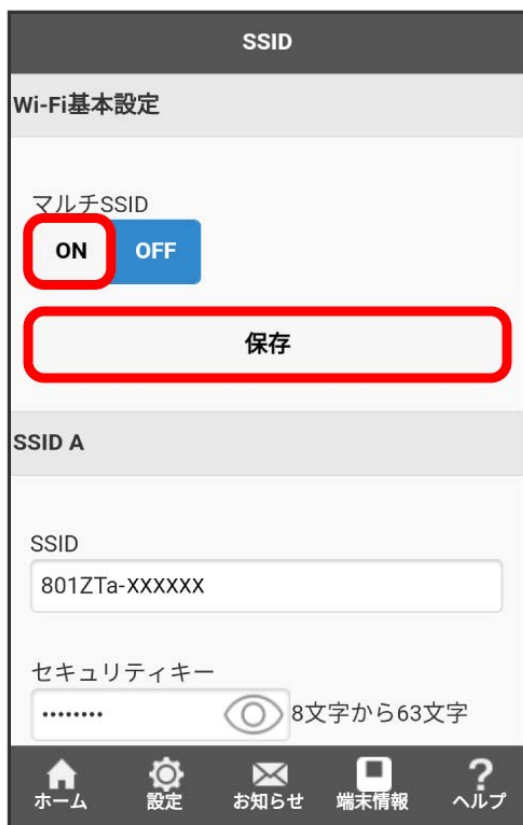 SSID
Wi-Fi基本設定
マルチSSID
ON OFF
保存
SSID A
SSID
801ZTa-XXXXXX
セキュリティキー
........ 8文字から63文字
ホーム 設定 お知らせ 端末情報 ヘルプ